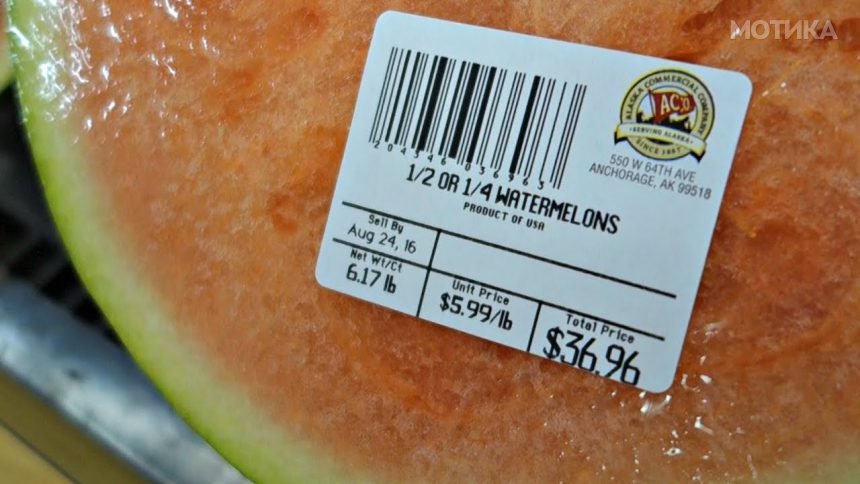 МОТИКА
204546 036963
1/2 OR 1/4 WATERMELONS
PRODUCT OF USA
ALASKA COMMERCIAL COMPANY
AC Co
SERVING ALASKA
SINCE 1867
550 W 64TH AVE
ANCHORAGE, AK 99518
Sell By
Aug 24, 16
Net Wt/Ct
6.17 lb
Unit Price
$5.99/lb
Total Price
$36.96